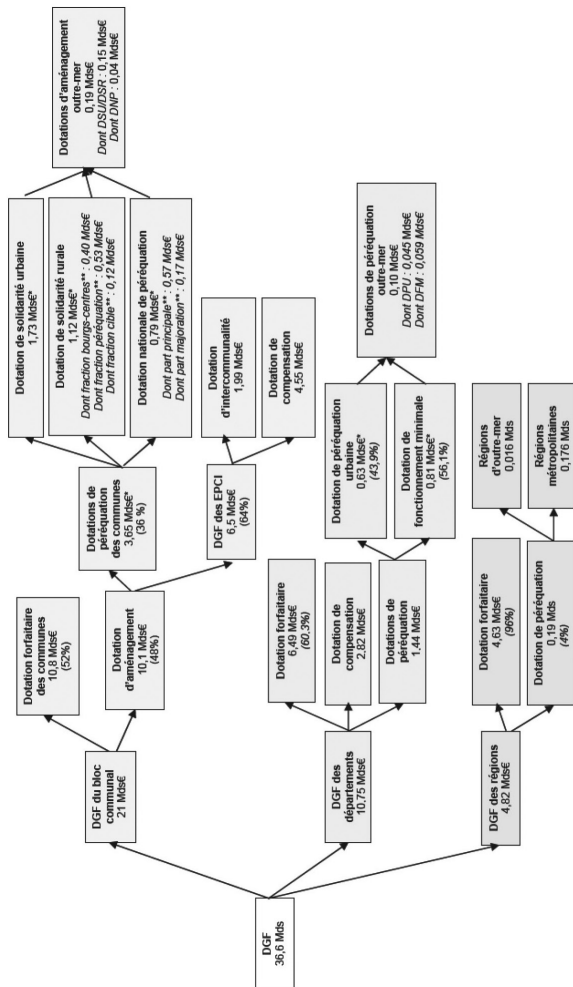 DGF
36,6 Mds
DGF du bloc
communal
21 Mds€
Dotation forfaitaire
des communes
10,8 Mds€
(52%)
Dotation
d'aménagement
10,1 Mds€
(48%)
Dotations de
péréquation
des communes
3,65 Mds€*
(36 %)
Dotation de solidarité urbaine
1,73 Mds€*
Dotation de solidarité rurale
1,12 Mds€*
Dont fraction bourgs-centres** : 0,40 Mds€
Dont fraction péréquation** : 0,53 Mds€
Dont fraction cible** : 0,12 Mds€
Dotation nationale de péréquation
0,79 Mds€*
Dont part principale** : 0,57 Mds€
Dont part majoration** : 0,17 Mds€
Dotations d'aménagement
outre-mer
0,19 Mds€
Dont DSU/DSR : 0,15 Mds€
Dont DNP : 0,04 Mds€
DGF des EPCI
6,5 Mds€
(64%)
Dotation
d'intercommunalité
1,99 Mds€
Dotation de
compensation
4,55 Mds€
DGF des
départements
10,75 Mds€
Dotation forfaitaire
6,49 Mds€
(60,3%)
Dotation de
compensation
2,82 Mds€
Dotations de
péréquation
1,44 Mds€
Dotation de péréquation
urbaine
0,63 Mds€*
(43,9%)
Dotation de
fonctionnement minimale
0,81 Mds€*
(56,1%)
Dotations de péréquation
outre-mer
0,10 Mds€
Dont DPU : 0,045 Mds€
Dont DFM : 0,059 Mds€
DGF des régions
4,82 Mds€
Dotation forfaitaire
4,63 Mds€
(96%)
Dotation de péréquation
0,19 Mds
(4%)
Régions
d'outre-mer
0,016 Mds
Régions
métropolitaines
0,176 Mds